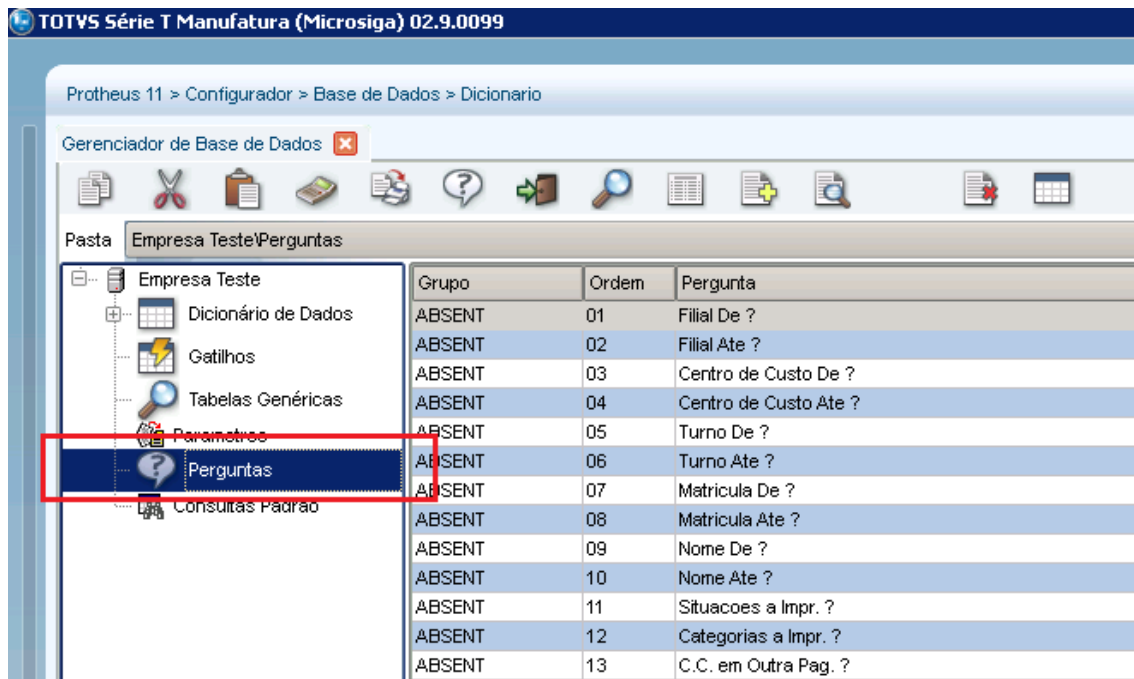 TOTVS Série T Manufatura (Microsiga) 02.9.0099
Protheus 11 > Configurador > Base de Dados > Dicionario
Gerenciador de Base de Dados
Pasta Empresa Teste\Perguntas
Empresa Teste
Dicionário de Dados
Gatilhos
Tabelas Genéricas
Parametros
Perguntas
Consultas Padrao
Grupo Ordem Pergunta
ABSENT 01 Filial De ?
ABSENT 02 Filial Ate ?
ABSENT 03 Centro de Custo De ?
ABSENT 04 Centro de Custo Ate ?
ABSENT 05 Turno De ?
ABSENT 06 Turno Ate ?
ABSENT 07 Matricula De ?
ABSENT 08 Matricula Ate ?
ABSENT 09 Nome De ?
ABSENT 10 Nome Ate ?
ABSENT 11 Situacoes a Impr. ?
ABSENT 12 Categorias a Impr. ?
ABSENT 13 C.C. em Outra Pag. ?